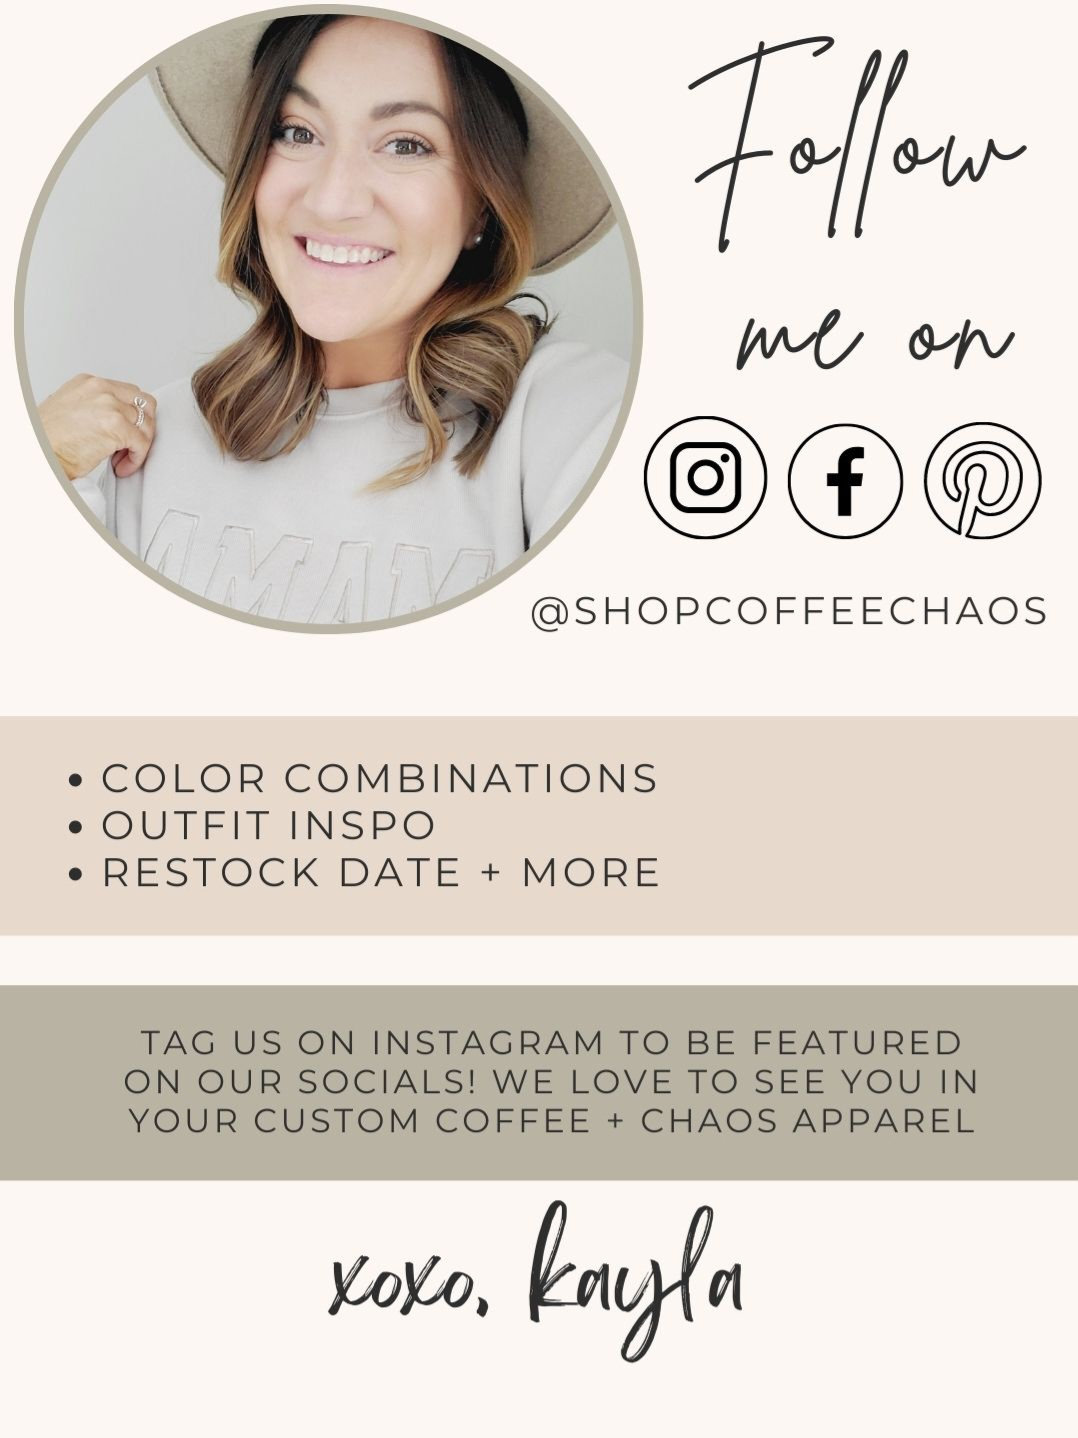 Follow
me on
@SHOPCOFFEECHAOS
AMAM
• COLOR COMBINATIONS
• OUTFIT INSPO
• RESTOCK DATE + MORE
TAG US ON INSTAGRAM TO BE FEATURED
ON OUR SOCIALS! WE LOVE TO SEE YOU IN
YOUR CUSTOM COFFEE + CHAOS APPAREL
xoxo, kayla